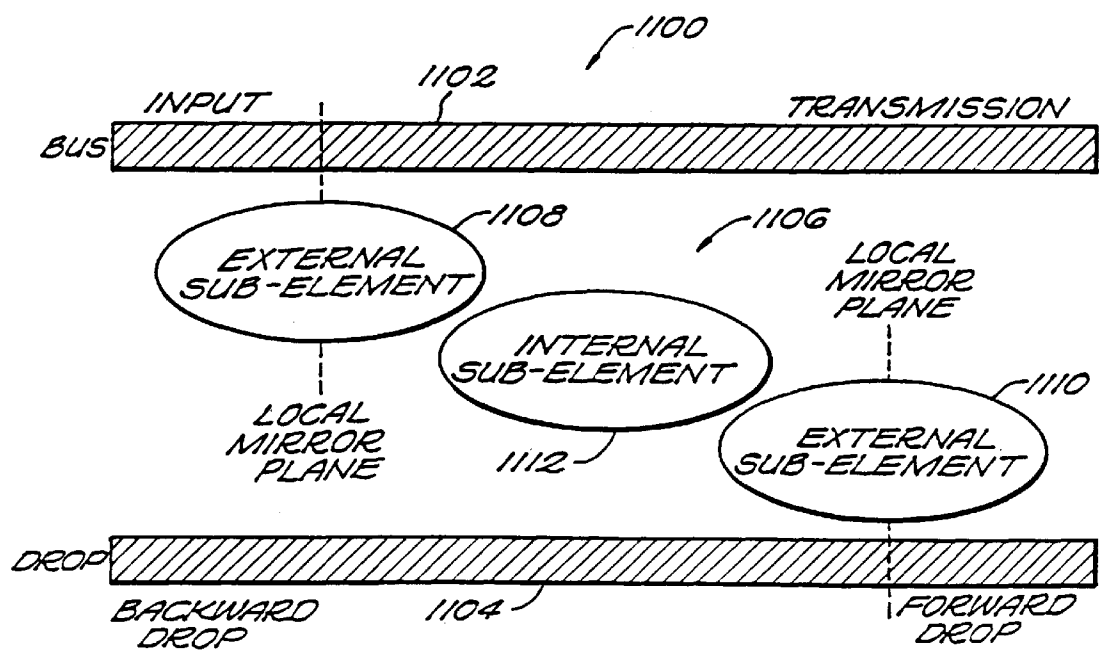 1100
1102
INPUT
TRANSMISSION
BUS
1108
1106
EXTERNAL
SUB-ELEMENT
LOCAL
MIRROR
PLANE
INTERNAL
SUB-ELEMENT
1110
LOCAL
MIRROR
PLANE
1112
EXTERNAL
SUB-ELEMENT
DROP
BACKWARD
DROP
1104
FORWARD
DROP